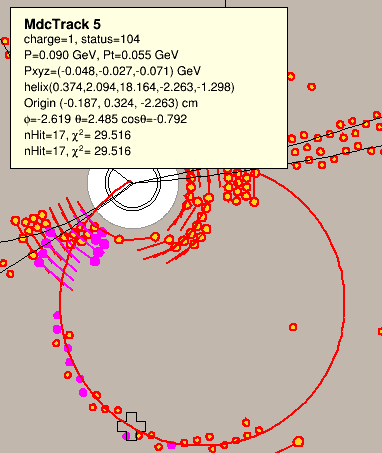 MdcTrack 5
charge=1, status=104
P=0.090 GeV, Pt=0.055 GeV
Pxyz=(-0.048,-0.027,-0.071) GeV
helix(0.374,2.094,18.164,-2.263,-1.298)
Origin (-0.187, 0.324, -2.263) cm
ϕ=-2.619 θ=2.485 cosθ=-0.792
nHit=17, χ²= 29.516
nHit=17, χ²= 29.516